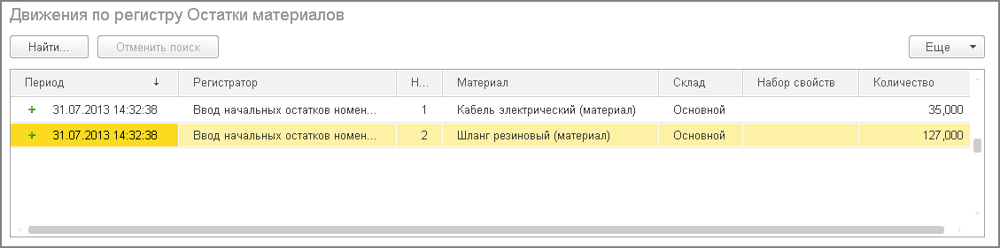 Движения по регистру Остатки материалов
Найти... Отменить поиск Еще
Период Регистратор Н... Материал Склад Набор свойств Количество
+ 31.07.2013 14:32:38 Ввод начальных остатков номен... 1 Кабель электрический (материал) Основной 35,000
+ 31.07.2013 14:32:38 Ввод начальных остатков номен... 2 Шланг резиновый (материал) Основной 127,000